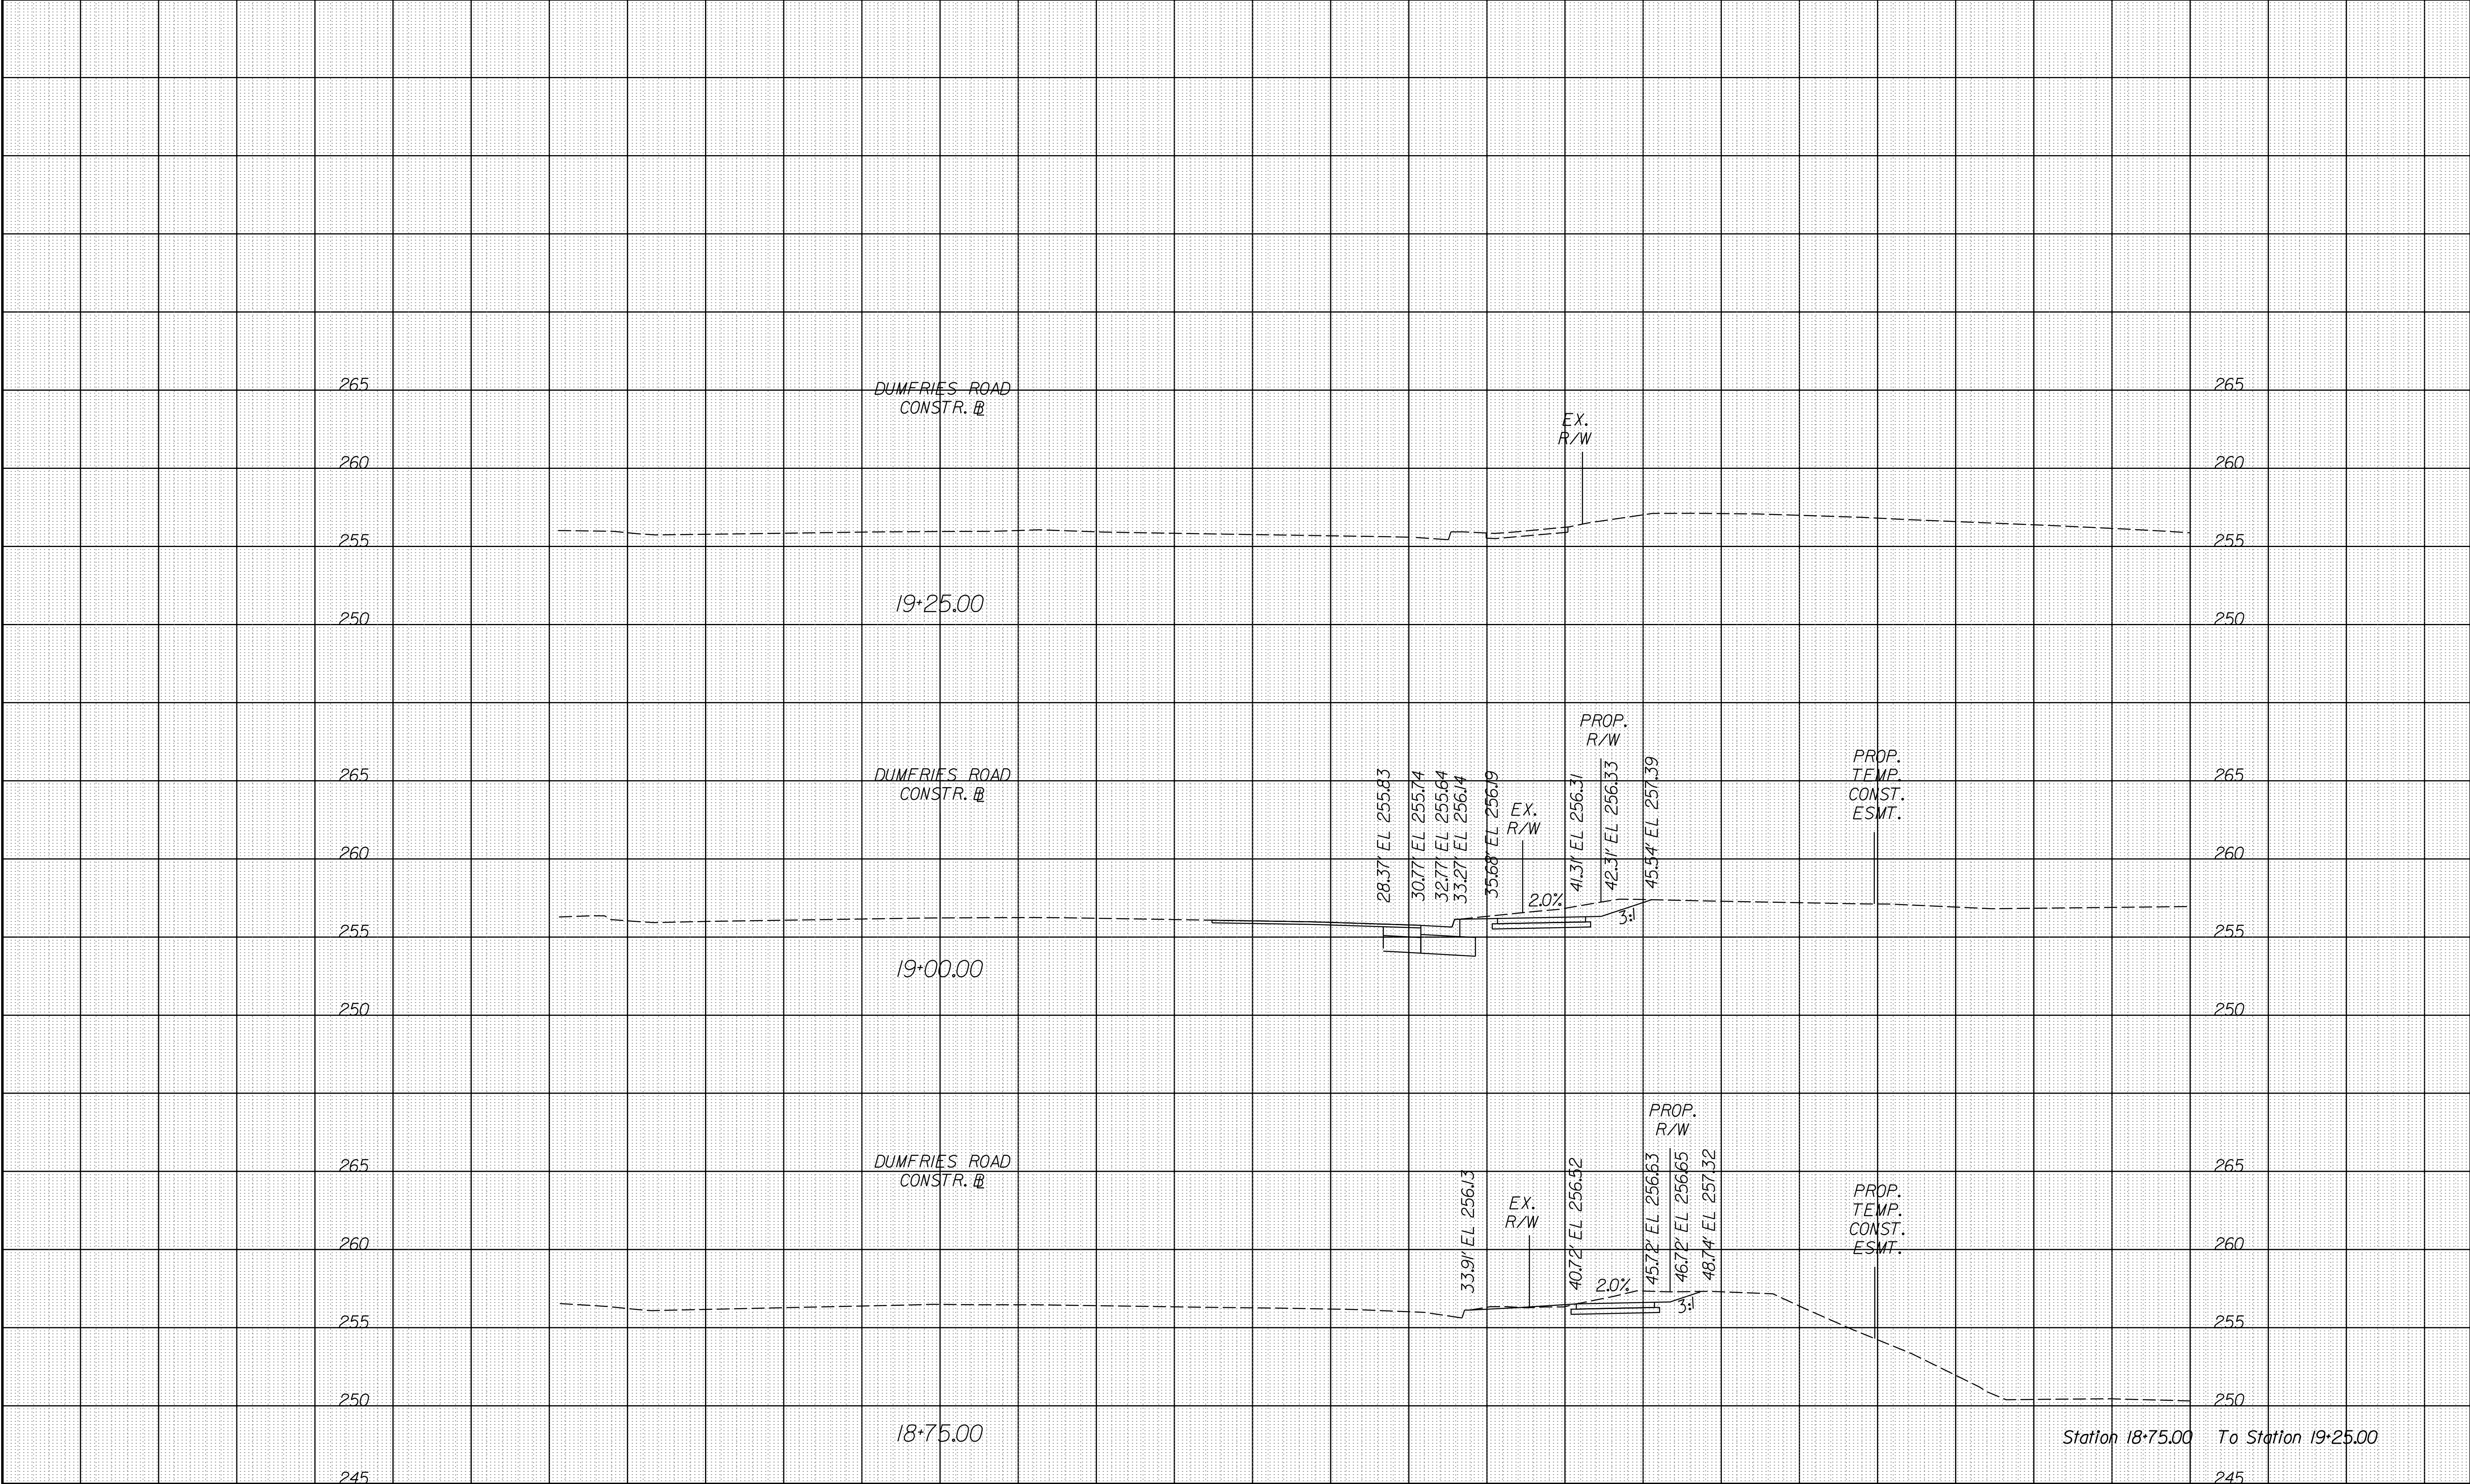 265
DUMFRIES ROAD
CONSTR. BL
265
EX.
R/W
260
260
255
255
19+25.00
250
250
PROP.
R/W
265
DUMFRIES ROAD
CONSTR. BL
28.37' EL 255.83
30.77' EL 255.74
32.77' EL 255.64
33.27' EL 256.14
35.68' EL 256.19
EX.
R/W
41.31' EL 256.31
42.31' EL 256.33
45.54' EL 257.39
PROP.
TEMP.
CONST.
ESMT.
265
260
260
2.0%
3:1
255
255
19+00.00
250
250
PROP.
R/W
265
DUMFRIES ROAD
CONSTR. BL
33.91' EL 256.13
EX.
R/W
40.72' EL 256.52
45.72' EL 256.63
46.72' EL 256.65
48.74' EL 257.32
PROP.
TEMP.
CONST.
ESMT.
265
260
260
2.0%
3:1
255
255
250
250
18+75.00
Station 18+75.00 To Station 19+25.00
245
245